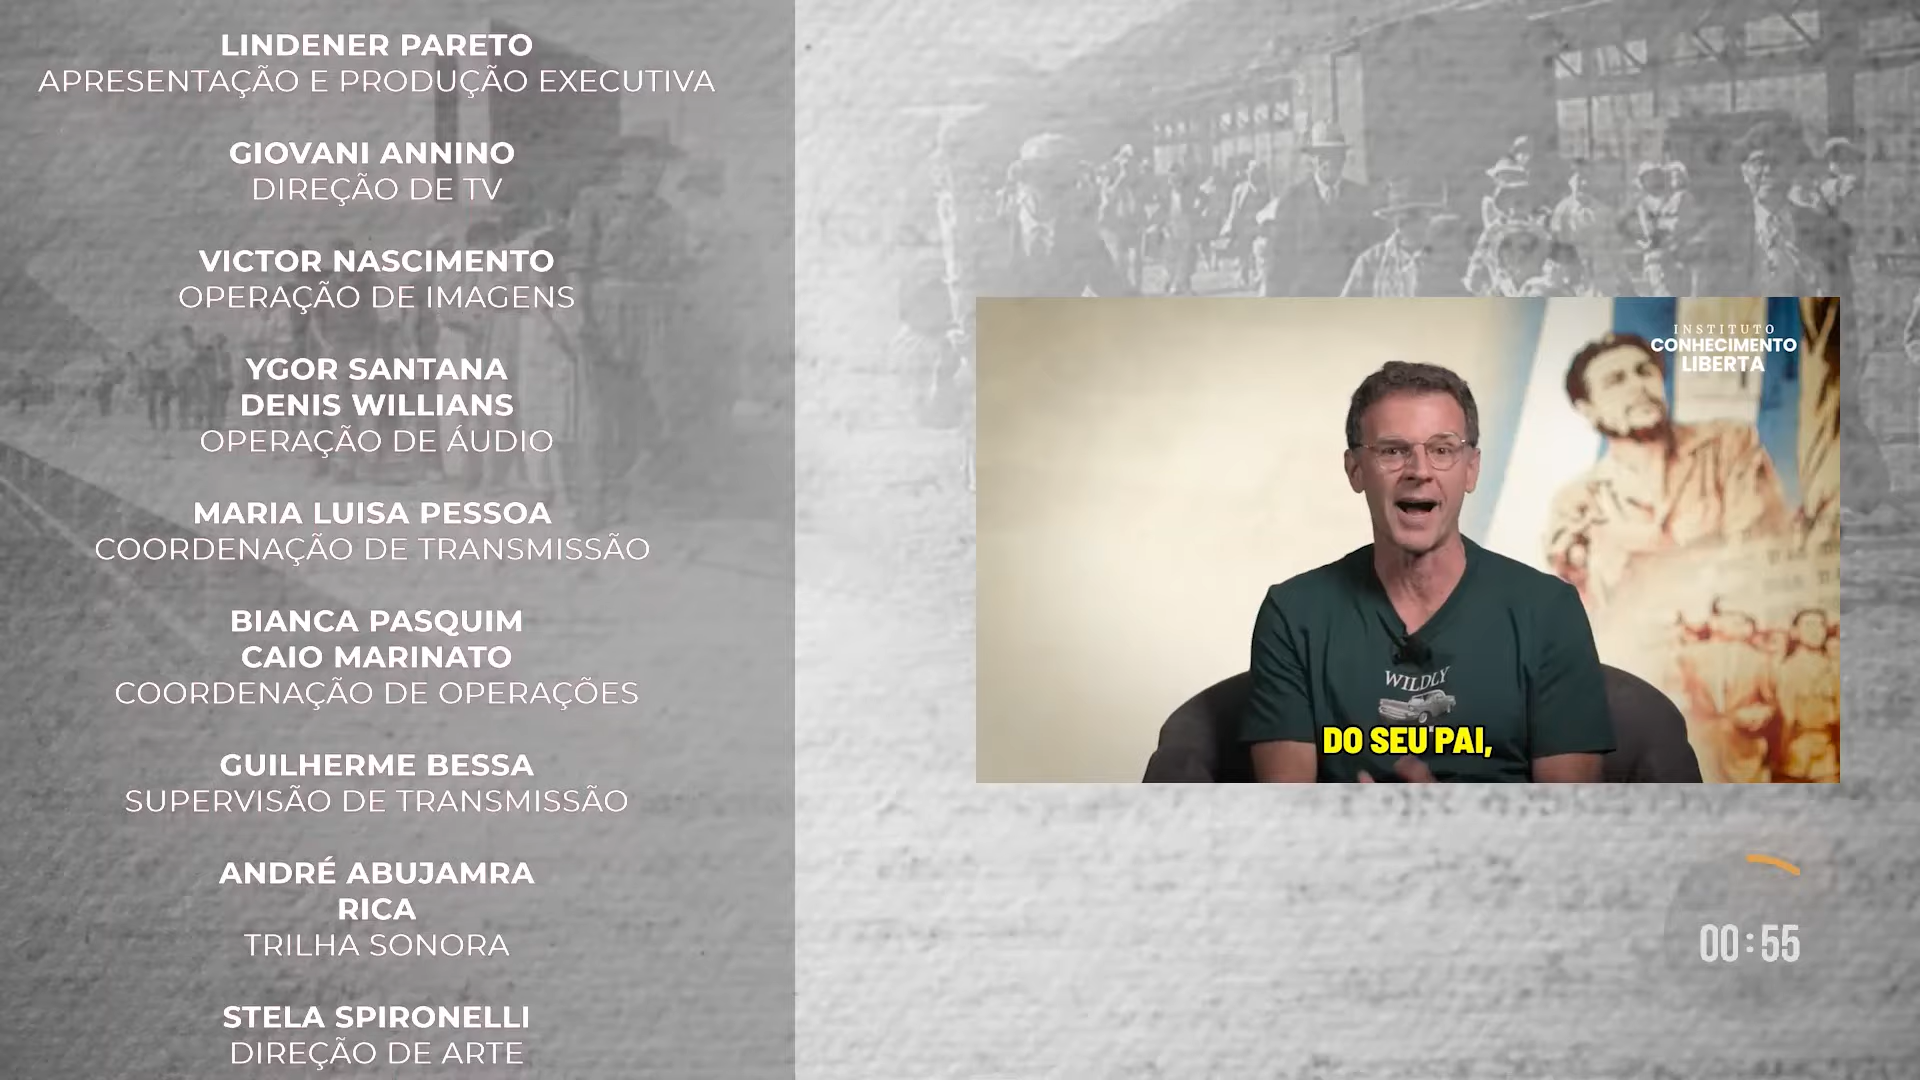 LINDENER PARETO
APRESENTAÇÃO E PRODUÇÃO EXECUTIVA
GIOVANI ANNINO
DIREÇÃO DE TV
VICTOR NASCIMENTO
OPERAÇÃO DE IMAGENS
YGOR SANTANA
DENIS WILLIANS
OPERAÇÃO DE ÁUDIO
MARIA LUISA PESSOA
COORDENAÇÃO DE TRANSMISSÃO
BIANCA PASQUIM
CAIO MARINATO
COORDENAÇÃO DE OPERAÇÕES
GUILHERME BESSA
SUPERVISÃO DE TRANSMISSÃO
ANDRÉ ABUJAMRA
RICA
TRILHA SONORA
STELA SPIRONELLI
DIREÇÃO DE ARTE
INSTITUTO
CONHECIMENTO
LIBERTA
WILDLY
DO SEU PAI,
00:55